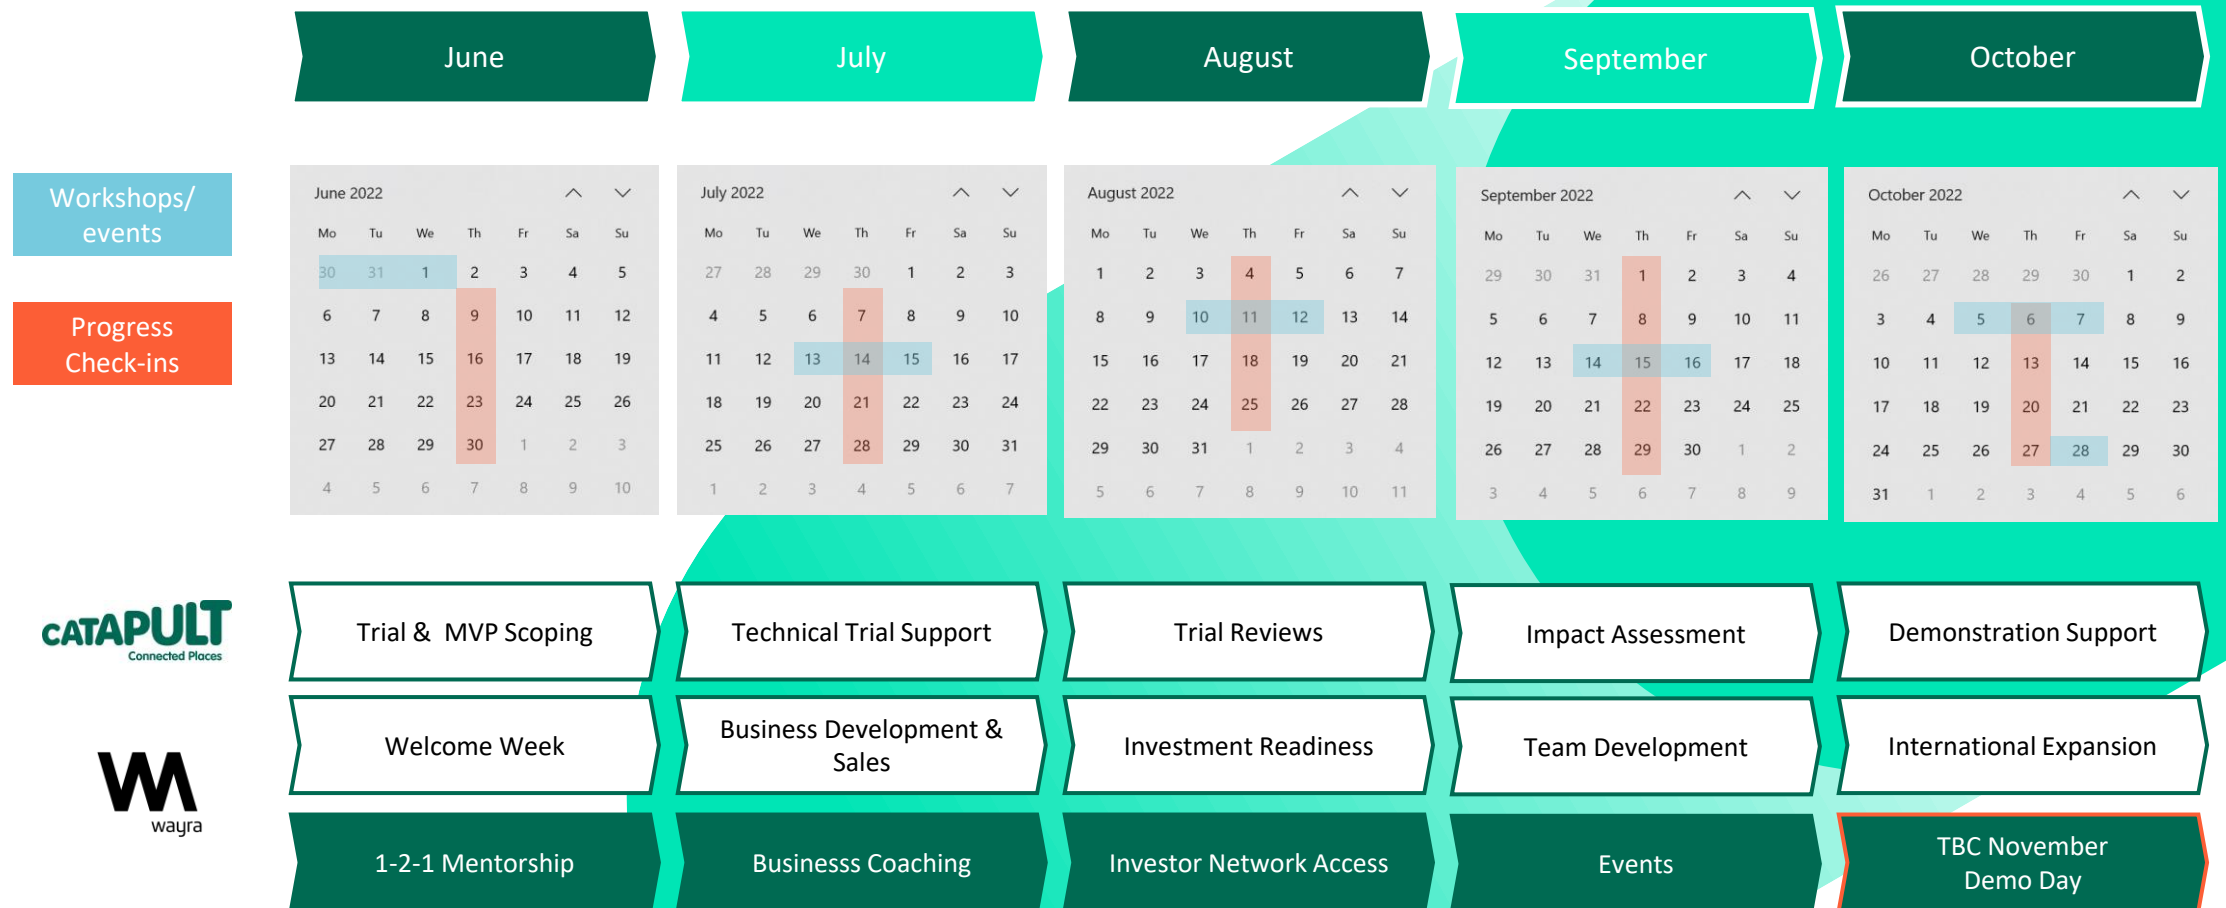 June July August September October
Workshops/
events
Progress
Check-ins
June 2022
Mo Tu We Th Fr Sa Su
30 31 1 2 3 4 5
6 7 8 9 10 11 12
13 14 15 16 17 18 19
20 21 22 23 24 25 26
27 28 29 30 1 2 3
4 5 6 7 8 9 10
July 2022
Mo Tu We Th Fr Sa Su
27 28 29 30 1 2 3
4 5 6 7 8 9 10
11 12 13 14 15 16 17
18 19 20 21 22 23 24
25 26 27 28 29 30 31
1 2 3 4 5 6 7
August 2022
Mo Tu We Th Fr Sa Su
1 2 3 4 5 6 7
8 9 10 11 12 13 14
15 16 17 18 19 20 21
22 23 24 25 26 27 28
29 30 31 1 2 3 4
5 6 7 8 9 10 11
September 2022
Mo Tu We Th Fr Sa Su
29 30 31 1 2 3 4
5 6 7 8 9 10 11
12 13 14 15 16 17 18
19 20 21 22 23 24 25
26 27 28 29 30 1 2
3 4 5 6 7 8 9
October 2022
Mo Tu We Th Fr Sa Su
26 27 28 29 30 1 2
3 4 5 6 7 8 9
10 11 12 13 14 15 16
17 18 19 20 21 22 23
24 25 26 27 28 29 30
31 1 2 3 4 5 6
CATAPULT
Connected Places
Trial & MVP Scoping
Technical Trial Support
Trial Reviews
Impact Assessment
Demonstration Support
wayra
Welcome Week
Business Development &
Sales
Investment Readiness
Team Development
International Expansion
1-2-1 Mentorship
Businesss Coaching
Investor Network Access
Events
TBC November
Demo Day